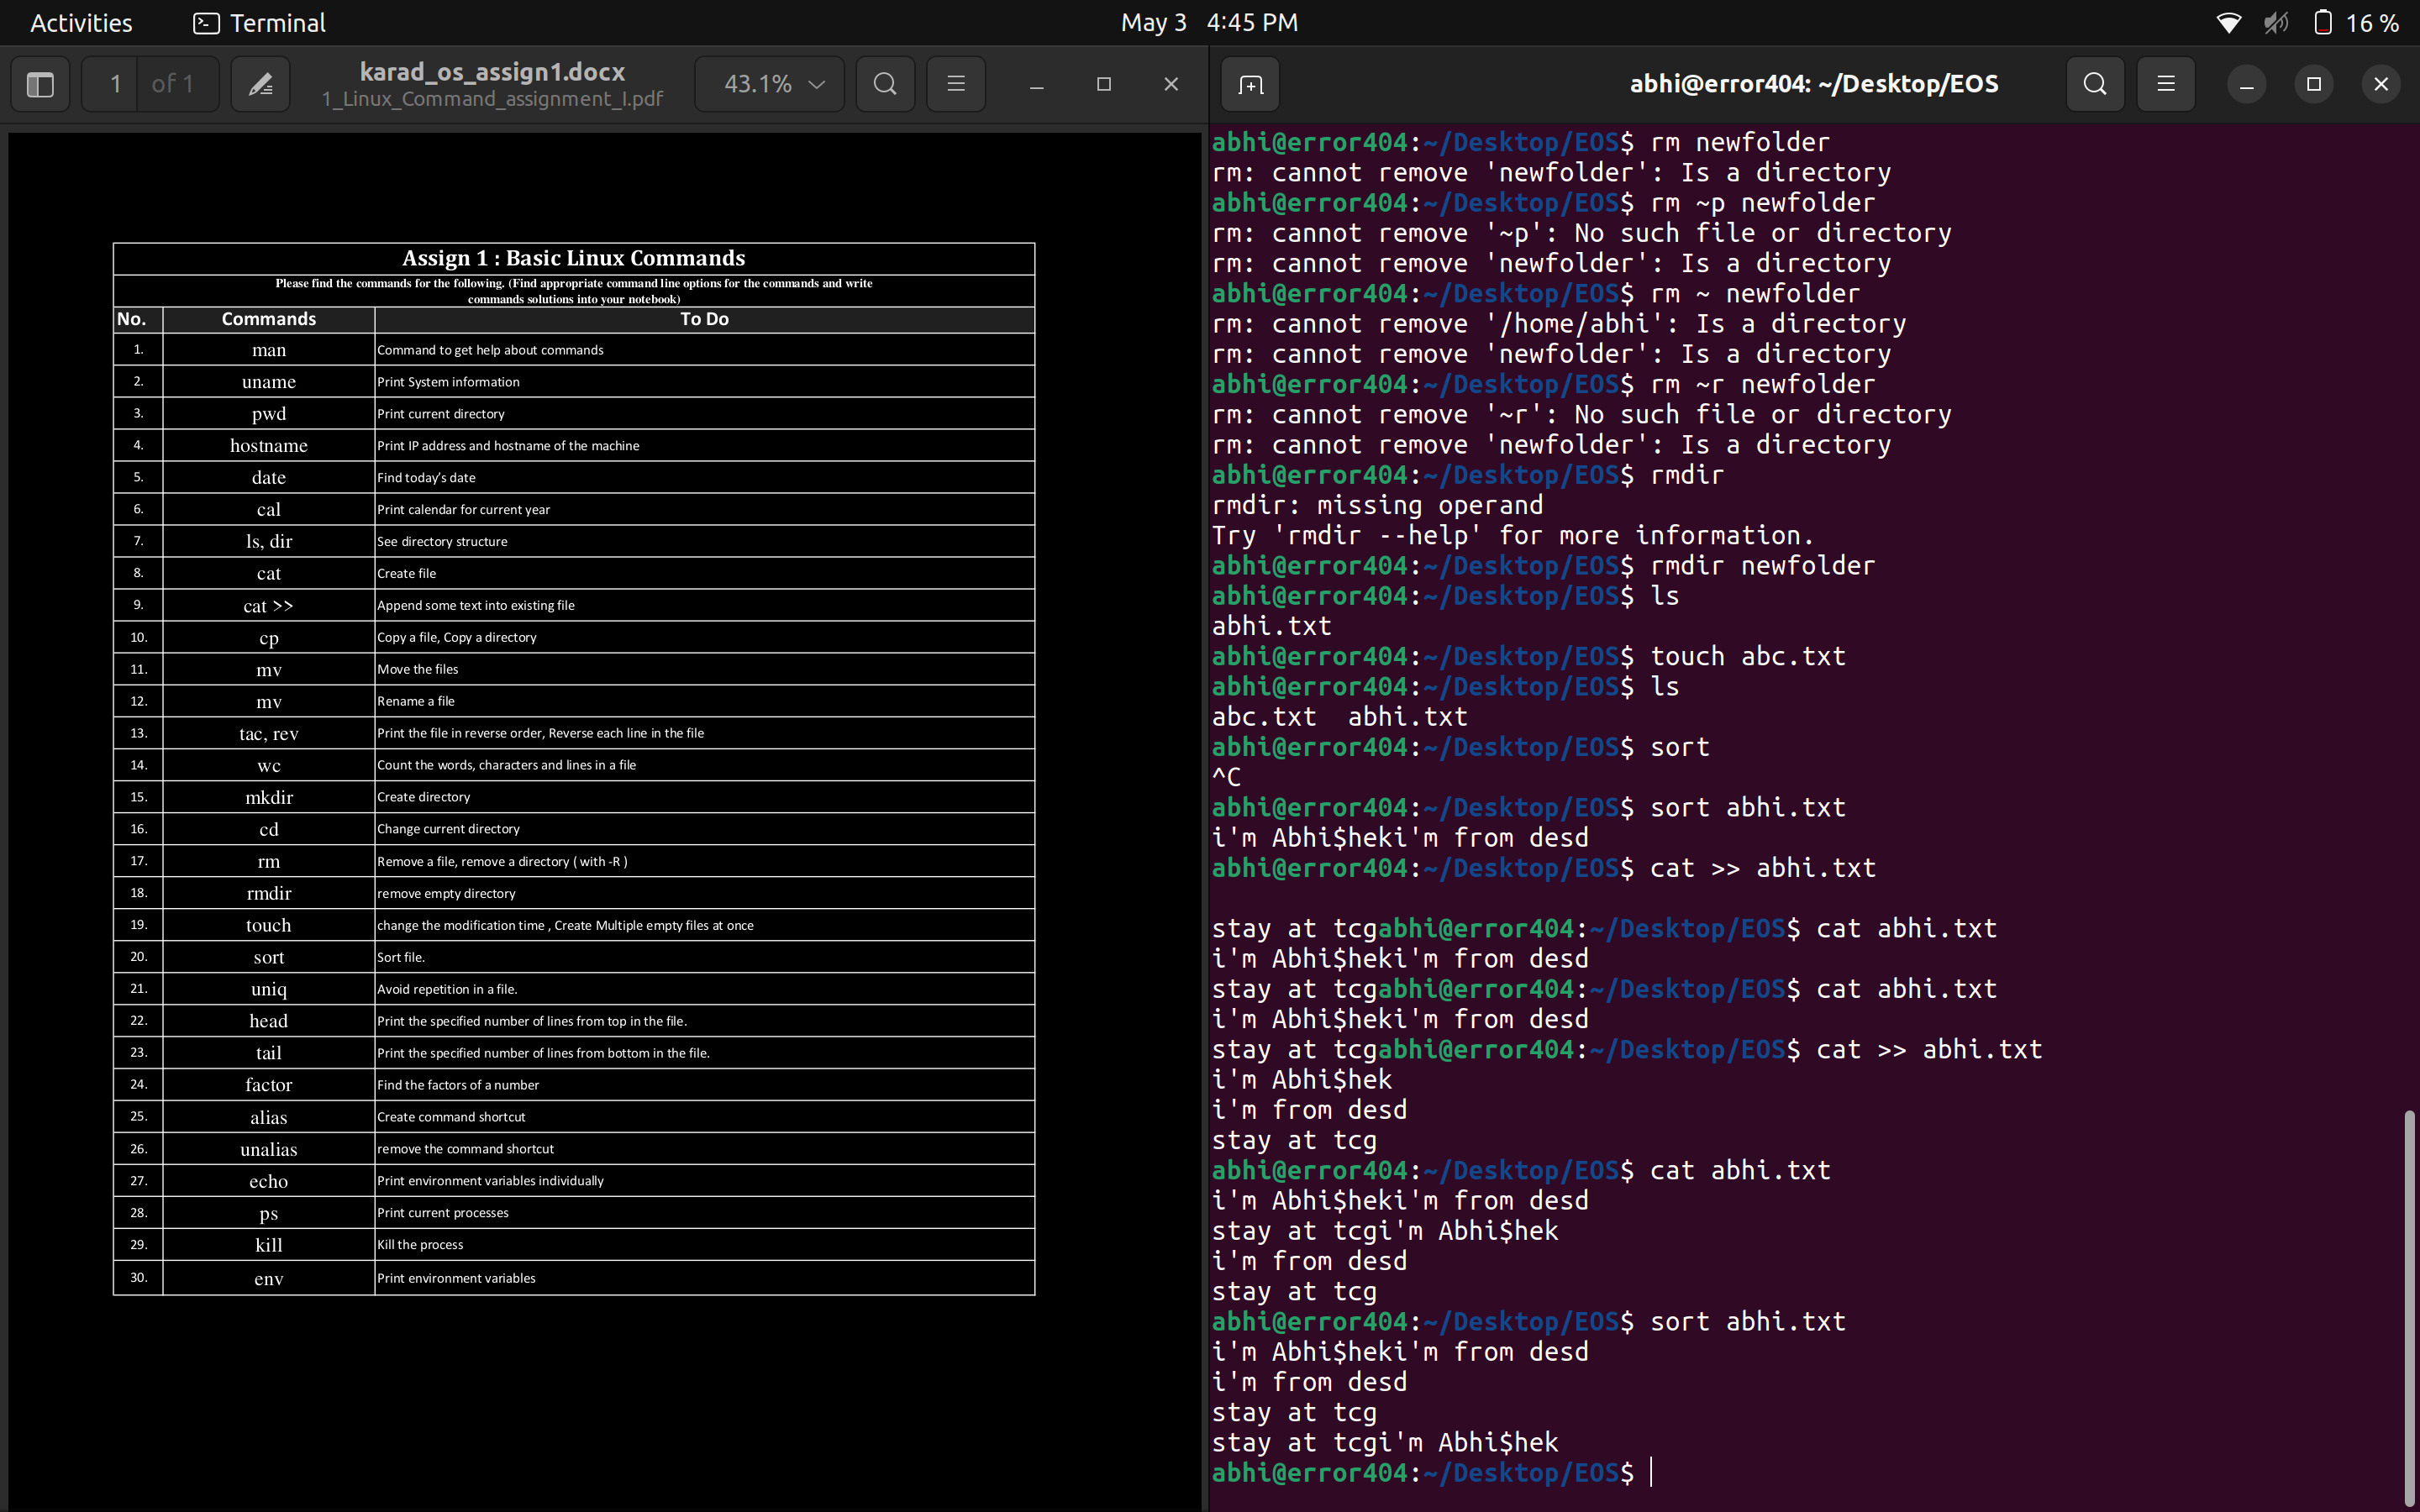 Activities Terminal May 3 4:45 PM 16 %
1 of 1 karad_os_assign1.docx 43.1%
1_Linux_Command_assignment_I.pdf
Assign 1 : Basic Linux Commands
Please find the commands for the following. (Find appropriate command line options for the commands and write
commands solutions into your notebook)
No. Commands To Do
1. man Command to get help about commands
2. uname Print System information
3. pwd Print current directory
4. hostname Print IP address and hostname of the machine
5. date Find today’s date
6. cal Print calendar for current year
7. ls, dir See directory structure
8. cat Create file
9. cat >> Append some text into existing file
10. cp Copy a file, Copy a directory
11. mv Move the files
12. mv Rename a file
13. tac, rev Print the file in reverse order, Reverse each line in the file
14. wc Count the words, characters and lines in a file
15. mkdir Create directory
16. cd Change current directory
17. rm Remove a file, remove a directory ( with -R )
18. rmdir remove empty directory
19. touch change the modification time , Create Multiple empty files at once
20. sort Sort file.
21. uniq Avoid repetition in a file.
22. head Print the specified number of lines from top in the file.
23. tail Print the specified number of lines from bottom in the file.
24. factor Find the factors of a number
25. alias Create command shortcut
26. unalias remove the command shortcut
27. echo Print environment variables individually
28. ps Print current processes
29. kill Kill the process
30. env Print environment variables
abhi@error404: ~/Desktop/EOS
abhi@error404:~/Desktop/EOS$ rm newfolder
rm: cannot remove 'newfolder': Is a directory
abhi@error404:~/Desktop/EOS$ rm ~p newfolder
rm: cannot remove '~p': No such file or directory
rm: cannot remove 'newfolder': Is a directory
abhi@error404:~/Desktop/EOS$ rm ~ newfolder
rm: cannot remove '/home/abhi': Is a directory
rm: cannot remove 'newfolder': Is a directory
abhi@error404:~/Desktop/EOS$ rm ~r newfolder
rm: cannot remove '~r': No such file or directory
rm: cannot remove 'newfolder': Is a directory
abhi@error404:~/Desktop/EOS$ rmdir
rmdir: missing operand
Try 'rmdir --help' for more information.
abhi@error404:~/Desktop/EOS$ rmdir newfolder
abhi@error404:~/Desktop/EOS$ ls
abhi.txt
abhi@error404:~/Desktop/EOS$ touch abc.txt
abhi@error404:~/Desktop/EOS$ ls
abc.txt  abhi.txt
abhi@error404:~/Desktop/EOS$ sort
^C
abhi@error404:~/Desktop/EOS$ sort abhi.txt
i'm Abhi$heki'm from desd
abhi@error404:~/Desktop/EOS$ cat >> abhi.txt
stay at tcgabhi@error404:~/Desktop/EOS$ cat abhi.txt
i'm Abhi$heki'm from desd
stay at tcgabhi@error404:~/Desktop/EOS$ cat abhi.txt
i'm Abhi$heki'm from desd
stay at tcgabhi@error404:~/Desktop/EOS$ cat >> abhi.txt
i'm Abhi$hek
i'm from desd
stay at tcg
abhi@error404:~/Desktop/EOS$ cat abhi.txt
i'm Abhi$heki'm from desd
stay at tcgi'm Abhi$hek
i'm from desd
stay at tcg
abhi@error404:~/Desktop/EOS$ sort abhi.txt
i'm Abhi$heki'm from desd
i'm from desd
stay at tcg
stay at tcgi'm Abhi$hek
abhi@error404:~/Desktop/EOS$